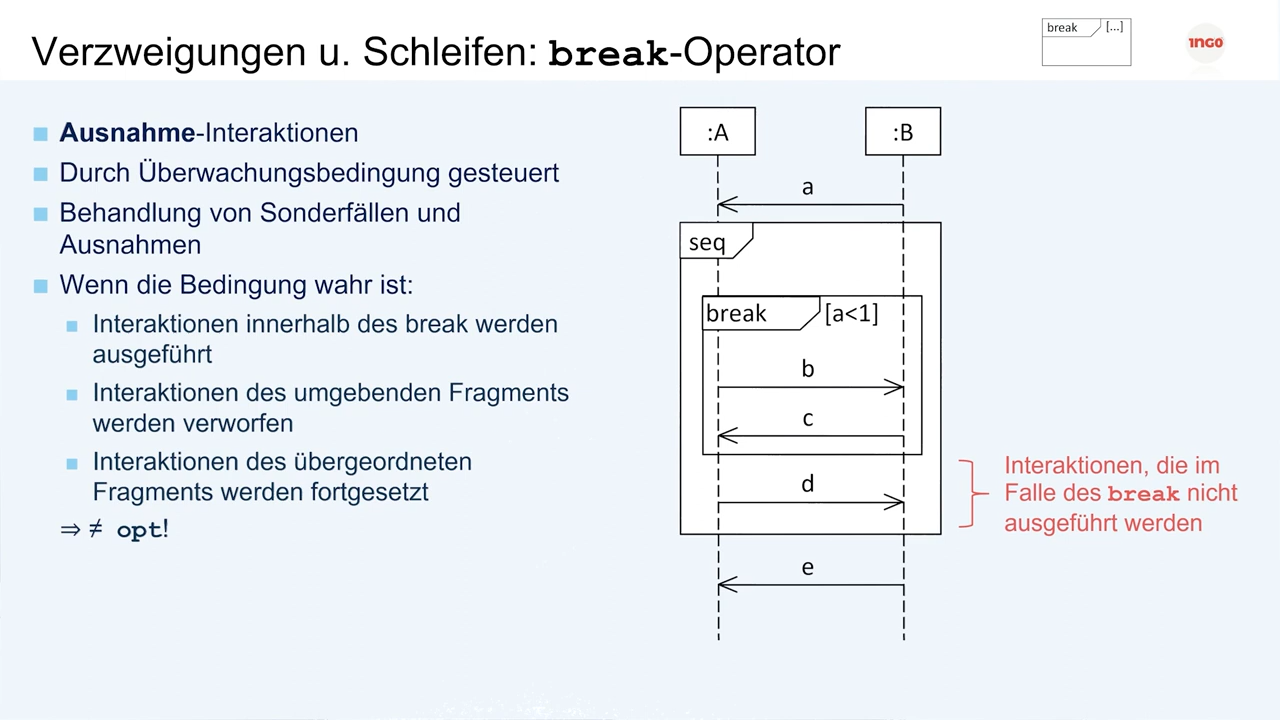 Verzweigungen u. Schleifen: break-Operator
break [...]
1NGO
Ausnahme-Interaktionen
Durch Überwachungsbedingung gesteuert
Behandlung von Sonderfällen und
Ausnahmen
Wenn die Bedingung wahr ist:
Interaktionen innerhalb des break werden
ausgeführt
Interaktionen des umgebenden Fragments
werden verworfen
Interaktionen des übergeordneten
Fragments werden fortgesetzt
⇒ ≠ opt!
:A
:B
a
seq
break [a<1]
b
c
d
e
Interaktionen, die im
Falle des break nicht
ausgeführt werden